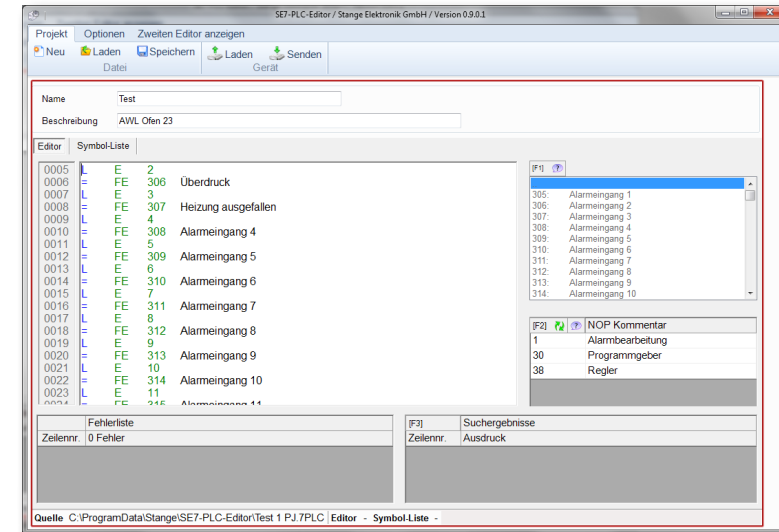 SE7-PLC-Editor / Stange Elektronik GmbH / Version 0.9.0.1
Projekt Optionen Zweiten Editor anzeigen
Neu Laden Speichern Laden Senden
Datei Gerät
Name Test
Beschreibung AWL Ofen 23
Editor Symbol-Liste
0005 L E 2
0006 = FE 306 Überdruck
0007 L E 3
0008 = FE 307 Heizung ausgefallen
0009 L E 4
0010 = FE 308 Alarmeingang 4
0011 L E 5
0012 = FE 309 Alarmeingang 5
0013 L E 6
0014 = FE 310 Alarmeingang 6
0015 L E 7
0016 = FE 311 Alarmeingang 7
0017 L E 8
0018 = FE 312 Alarmeingang 8
0019 L E 9
0020 = FE 313 Alarmeingang 9
0021 L E 10
0022 = FE 314 Alarmeingang 10
0023 L E 11
0024 = FE 315 Alarmeingang 11
[F1]
305: Alarmeingang 1
306: Alarmeingang 2
307: Alarmeingang 3
308: Alarmeingang 4
309: Alarmeingang 5
310: Alarmeingang 6
311: Alarmeingang 7
312: Alarmeingang 8
313: Alarmeingang 9
314: Alarmeingang 10
[F2] NOP Kommentar
1 Alarmbearbeitung
30 Programmgeber
38 Regler
Fehlerliste
Zeilennr. 0 Fehler
[F3] Suchergebnisse
Zeilennr. Ausdruck
Quelle C:\ProgramData\Stange\SE7-PLC-Editor\Test 1 PJ.7PLC Editor - Symbol-Liste -